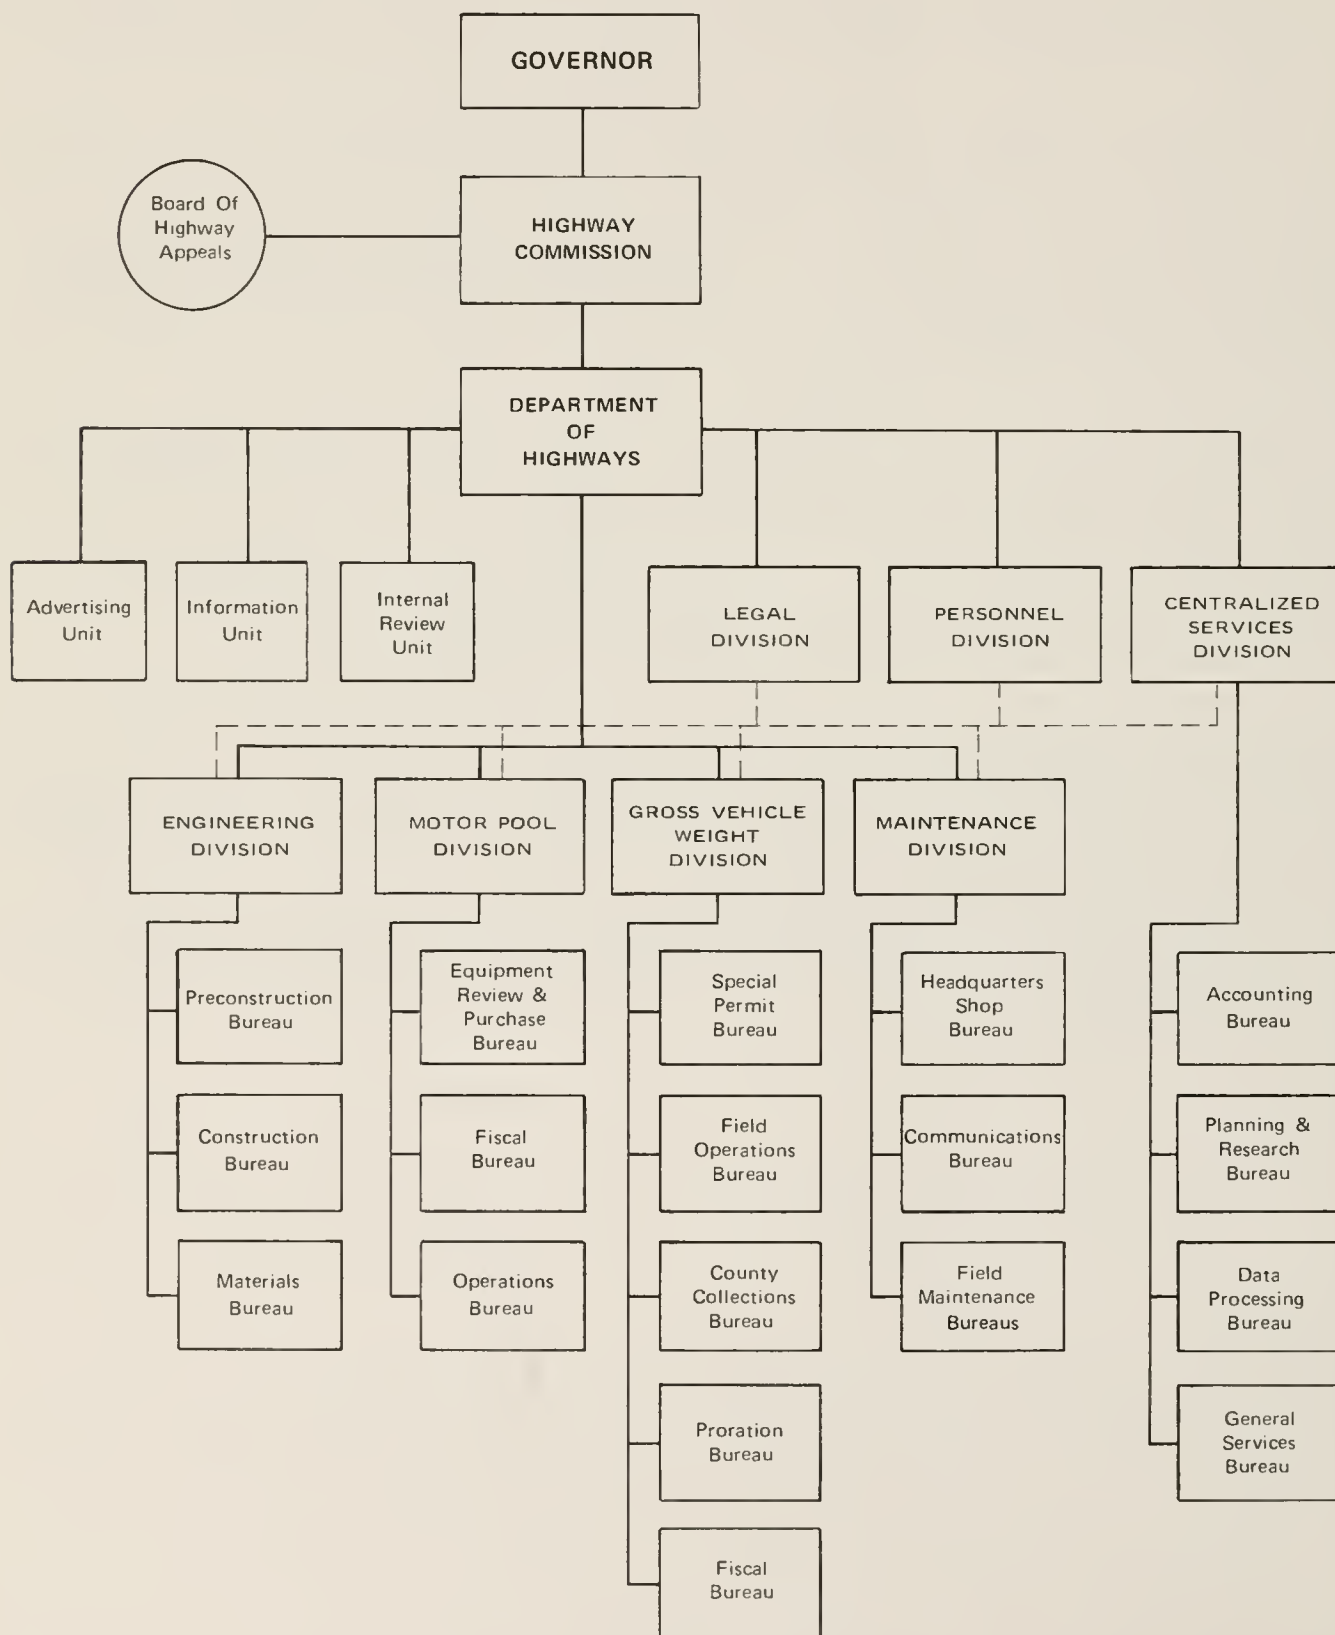 GOVERNOR
Board Of
Highway
Appeals
HIGHWAY
COMMISSION
DEPARTMENT
OF
HIGHWAYS
Advertising
Unit
Information
Unit
Internal
Review
Unit
LEGAL
DIVISION
PERSONNEL
DIVISION
CENTRALIZED
SERVICES
DIVISION
ENGINEERING
DIVISION
MOTOR POOL
DIVISION
GROSS VEHICLE
WEIGHT
DIVISION
MAINTENANCE
DIVISION
Preconstruction
Bureau
Equipment
Review &
Purchase
Bureau
Special
Permit
Bureau
Headquarters
Shop
Bureau
Accounting
Bureau
Construction
Bureau
Fiscal
Bureau
Field
Operations
Bureau
Communications
Bureau
Planning &
Research
Bureau
Materials
Bureau
Operations
Bureau
County
Collections
Bureau
Field
Maintenance
Bureaus
Data
Processing
Bureau
Proration
Bureau
General
Services
Bureau
Fiscal
Bureau